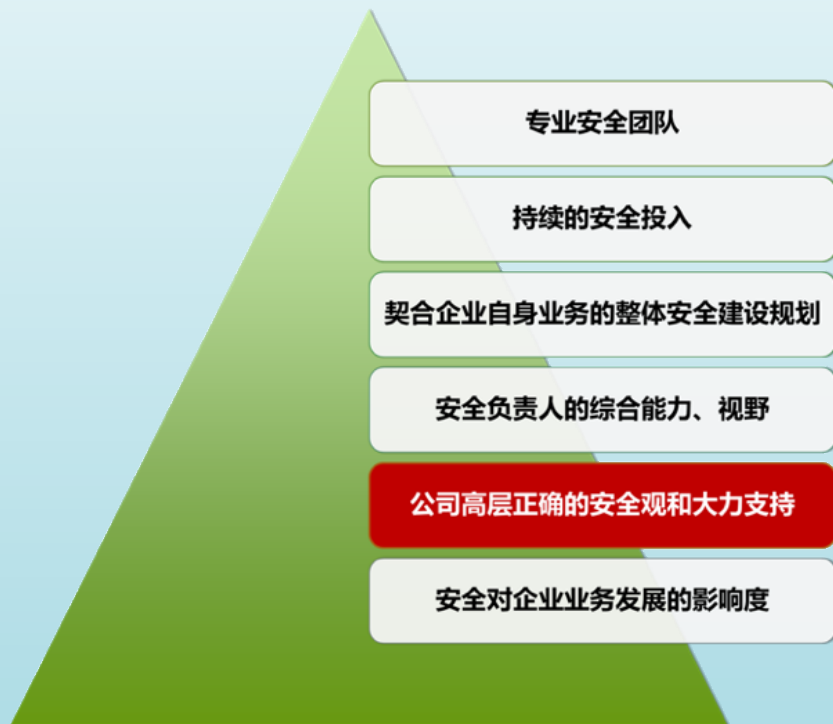 专业安全团队
持续的安全投入
契合企业自身业务的整体安全建设规划
安全负责人的综合能力、视野
公司高层正确的安全观和大力支持
安全对企业业务发展的影响度